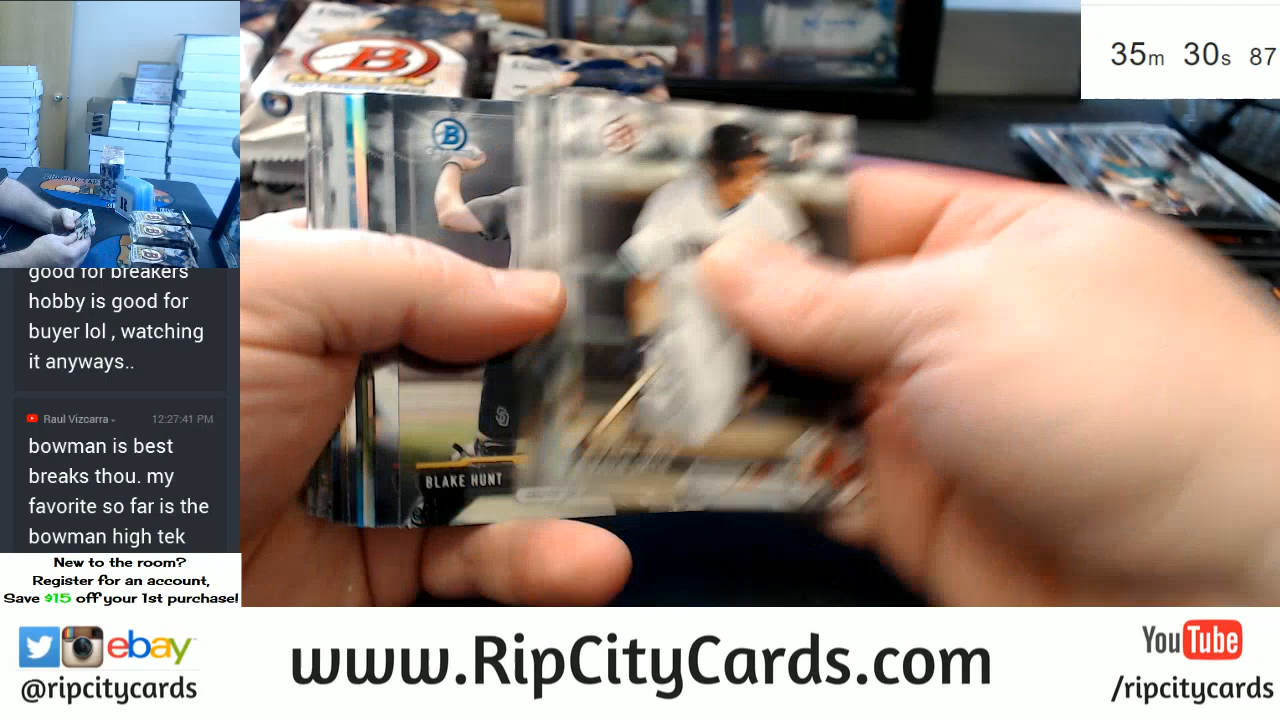 35m 30s 87
good for breakers
hobby is good for
buyer lol , watching
it anyways..
Raul Vizcarra
12:27:41 PM
bowman is best
breaks thou. my
favorite so far is the
bowman high tek
New to the room?
Register for an account,
Save $15 off your 1st purchase!
B
B
BLAKE HUNT
SD
ebay
@ripcitycards
www.RipCityCards.com
YouTube
/ripcitycards